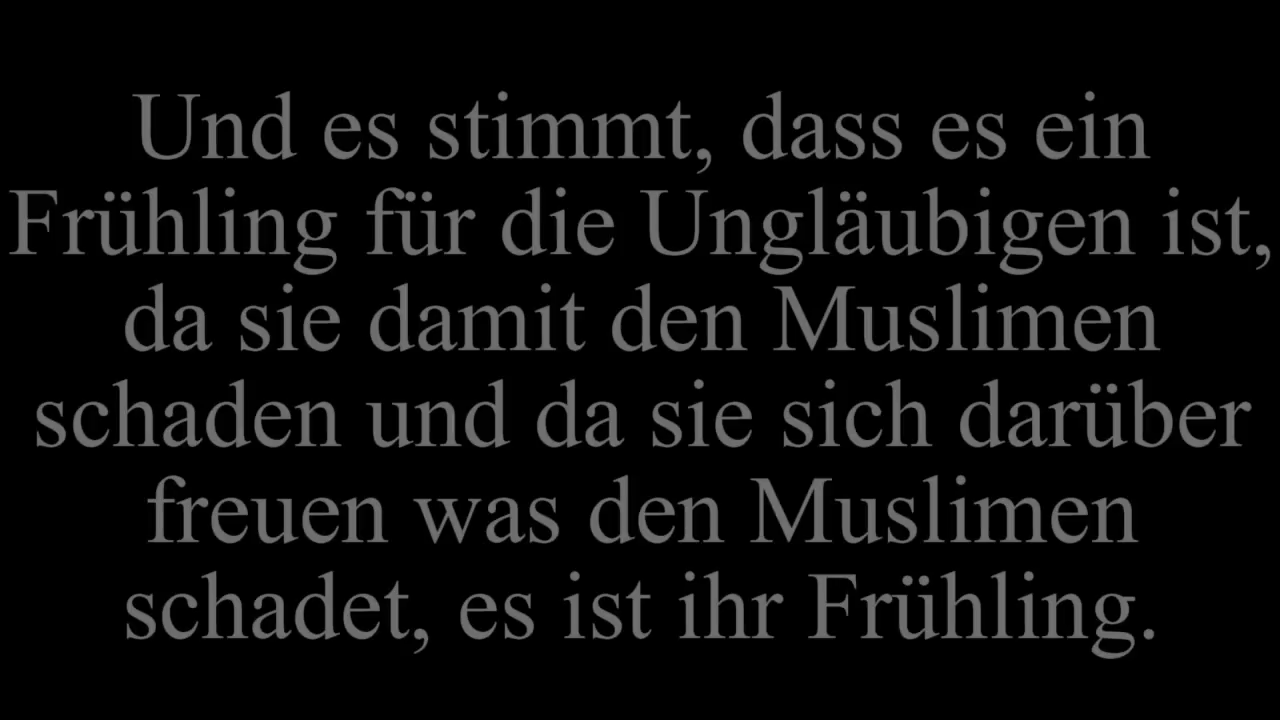 Und es stimmt, dass es ein
Frühling für die Ungläubigen ist,
da sie damit den Muslimen
schaden und da sie sich darüber
freuen was den Muslimen
schadet, es ist ihr Frühling.